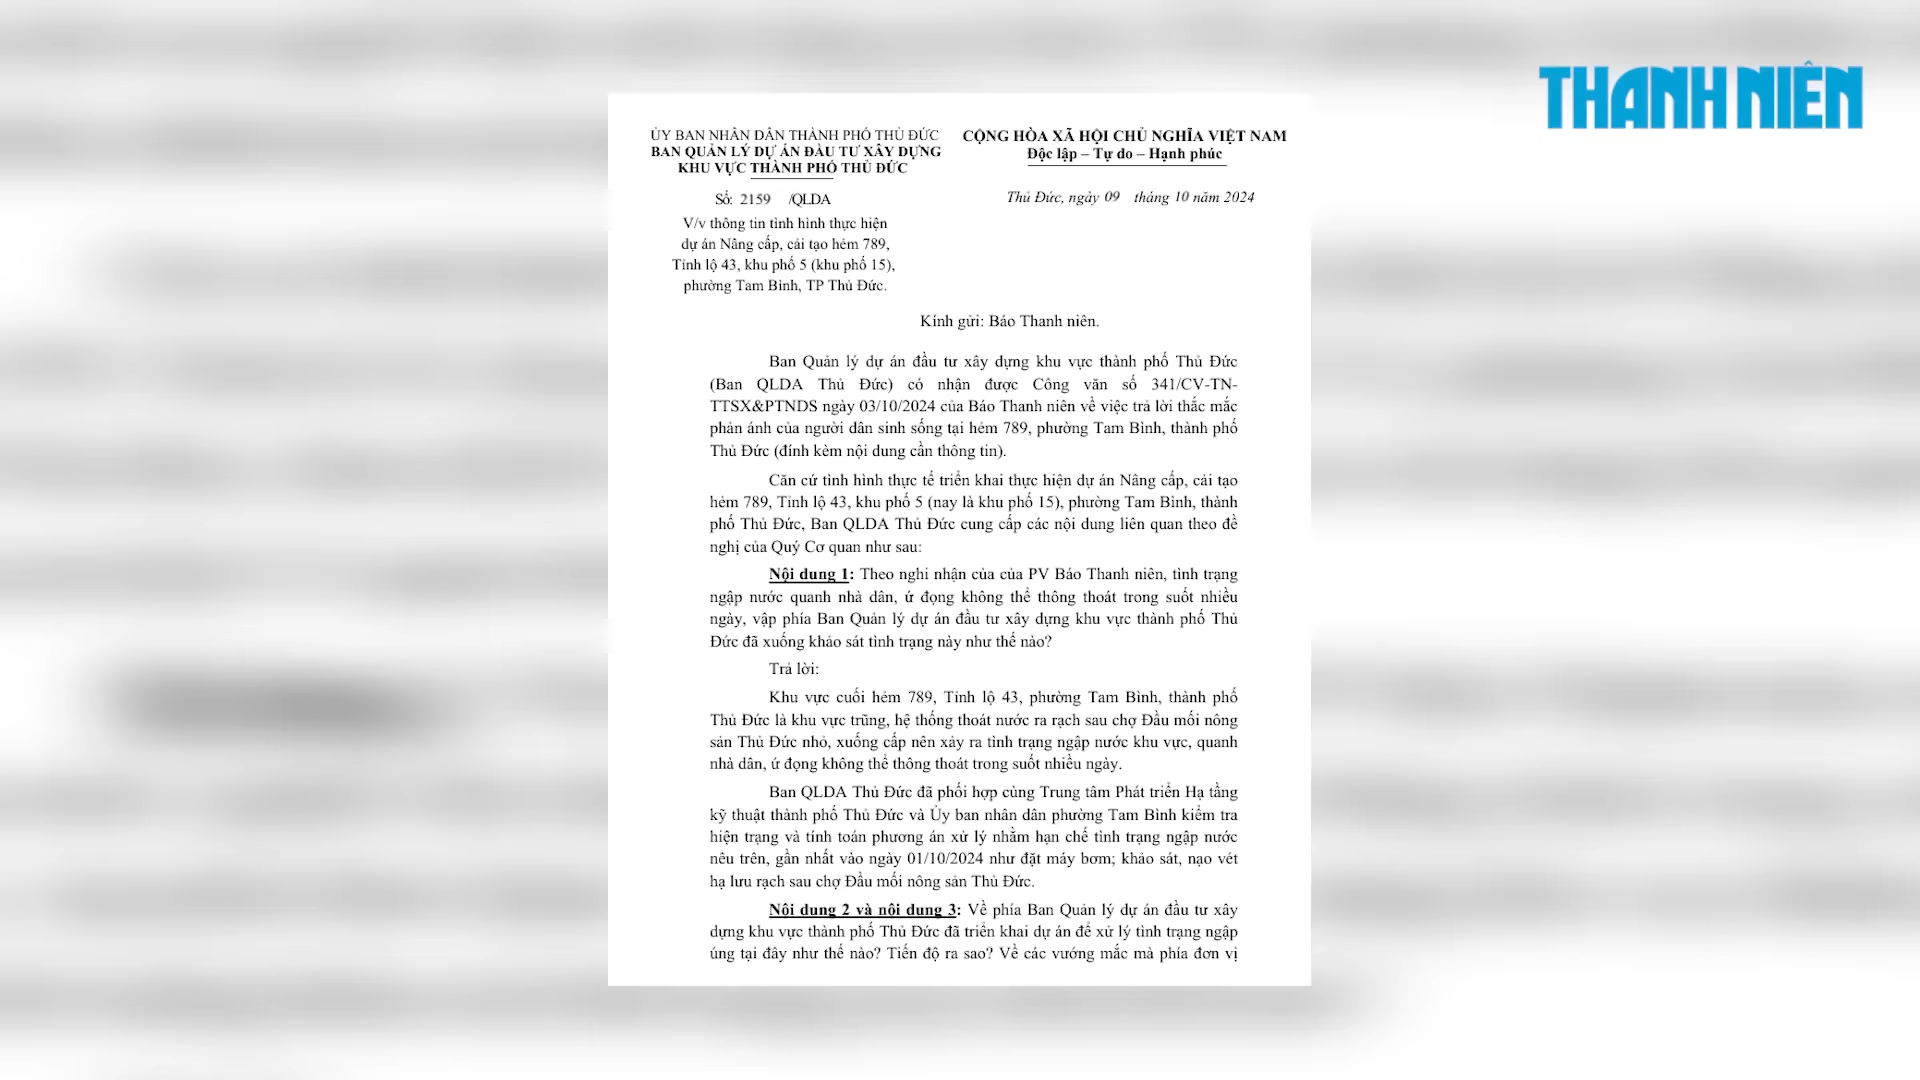 THANH NIÊN
ỦY BAN NHÂN DÂN THÀNH PHỐ THỦ ĐỨC
BAN QUẢN LÝ DỰ ÁN ĐẦU TƯ XÂY DỰNG
KHU VỰC THÀNH PHỐ THỦ ĐỨC
CỘNG HÒA XÃ HỘI CHỦ NGHĨA VIỆT NAM
Độc lập – Tự do – Hạnh phúc
Số: 2159 /QLDA
Thủ Đức, ngày 09 tháng 10 năm 2024
V/v thông tin tình hình thực hiện
dự án Nâng cấp, cải tạo hẻm 789,
Tỉnh lộ 43, khu phố 5 (khu phố 15),
phường Tam Bình, TP Thủ Đức.
Kính gửi: Báo Thanh niên.
Ban Quản lý dự án đầu tư xây dựng khu vực thành phố Thủ Đức
(Ban QLDA Thủ Đức) có nhận được Công văn số 341/CV-TN-
TTSX&PTNDS ngày 03/10/2024 của Báo Thanh niên về việc trả lời thắc mắc
phản ánh của người dân sinh sống tại hẻm 789, phường Tam Bình, thành phố
Thủ Đức (đính kèm nội dung cần thông tin).
Căn cứ tình hình thực tế triển khai thực hiện dự án Nâng cấp, cải tạo
hẻm 789, Tỉnh lộ 43, khu phố 5 (nay là khu phố 15), phường Tam Bình, thành
phố Thủ Đức, Ban QLDA Thủ Đức cung cấp các nội dung liên quan theo đề
nghị của Quý Cơ quan như sau:
Nội dung 1: Theo nghi nhận của của PV Báo Thanh niên, tình trạng
ngập nước quanh nhà dân, ứ đọng không thể thông thoát trong suốt nhiều
ngày, vập phía Ban Quản lý dự án đầu tư xây dựng khu vực thành phố Thủ
Đức đã xuống khảo sát tình trạng này như thế nào?
Trả lời:
Khu vực cuối hẻm 789, Tỉnh lộ 43, phường Tam Bình, thành phố
Thủ Đức là khu vực trũng, hệ thống thoát nước ra rạch sau chợ Đầu mối nông
sản Thủ Đức nhỏ, xuống cấp nên xảy ra tình trạng ngập nước khu vực, quanh
nhà dân, ứ đọng không thể thông thoát trong suốt nhiều ngày.
Ban QLDA Thủ Đức đã phối hợp cùng Trung tâm Phát triển Hạ tầng
kỹ thuật thành phố Thủ Đức và Ủy ban nhân dân phường Tam Bình kiểm tra
hiện trạng và tính toán phương án xử lý nhằm hạn chế tình trạng ngập nước
nêu trên, gần nhất vào ngày 01/10/2024 như đặt máy bơm; khảo sát, nạo vét
hạ lưu rạch sau chợ Đầu mối nông sản Thủ Đức.
Nội dung 2 và nội dung 3: Về phía Ban Quản lý dự án đầu tư xây
dựng khu vực thành phố Thủ Đức đã triển khai dự án để xử lý tình trạng ngập
úng tại đây như thế nào? Tiến độ ra sao? Về các vướng mắc mà phía đơn vị